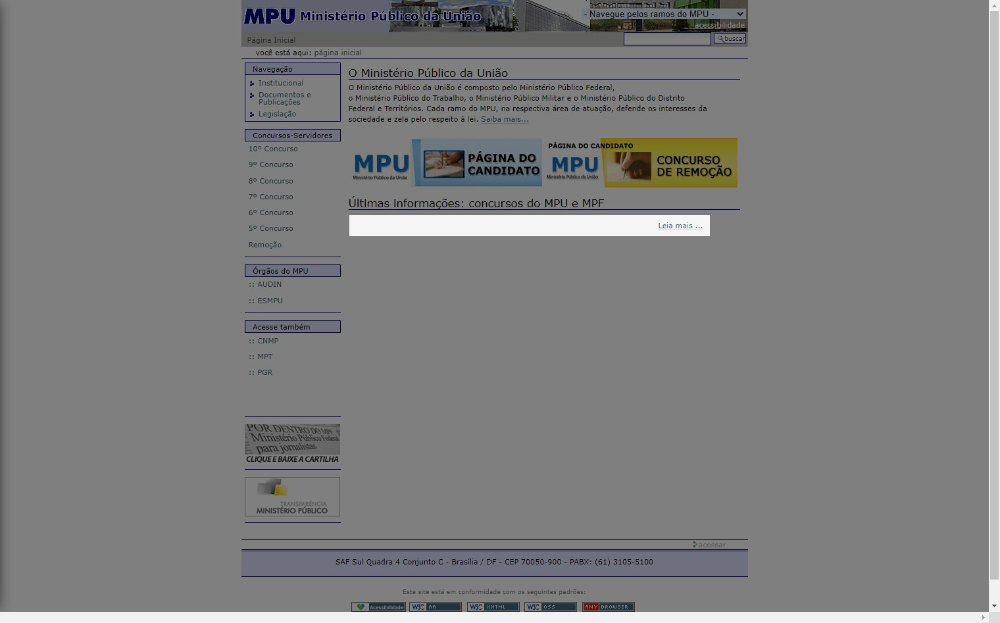 MPU Ministério Público da União
- Navegue pelos ramos do MPU -
acessibilidade
Página Inicial
buscar
você está aqui: página inicial
Navegação
Institucional
Documentos e
Publicações
Legislação
Concursos-Servidores
10º Concurso
9º Concurso
8º Concurso
7º Concurso
6º Concurso
5º Concurso
Remoção
Órgãos do MPU
:: AUDIN
:: ESMPU
Acesse também
:: CNMP
:: MPT
:: PGR
POR DENTRO DO MPF
Ministério Público Federal
para jornalistas
CLIQUE E BAIXE A CARTILHA
TRANSPARÊNCIA
MINISTÉRIO PÚBLICO
O Ministério Público da União
O Ministério Público da União é composto pelo Ministério Público Federal,
o Ministério Público do Trabalho, o Ministério Público Militar e o Ministério Público do Distrito
Federal e Territórios. Cada ramo do MPU, na respectiva área de atuação, defende os interesses da
sociedade e zela pelo respeito à lei. Saiba mais...
MPU
Ministério Público da União
PÁGINA DO
CANDIDATO
PÁGINA DO CANDIDATO
MPU
Ministério Público da União
CONCURSO
DE REMOÇÃO
Últimas informações: concursos do MPU e MPF
Leia mais ...
acessar
SAF Sul Quadra 4 Conjunto C - Brasília / DF - CEP 70050-900 - PABX: (61) 3105-5100
Este site está em conformidade com os seguintes padrões:
Acessibilidade
W3C AA
W3C XHTML
W3C CSS
ANY BROWSER